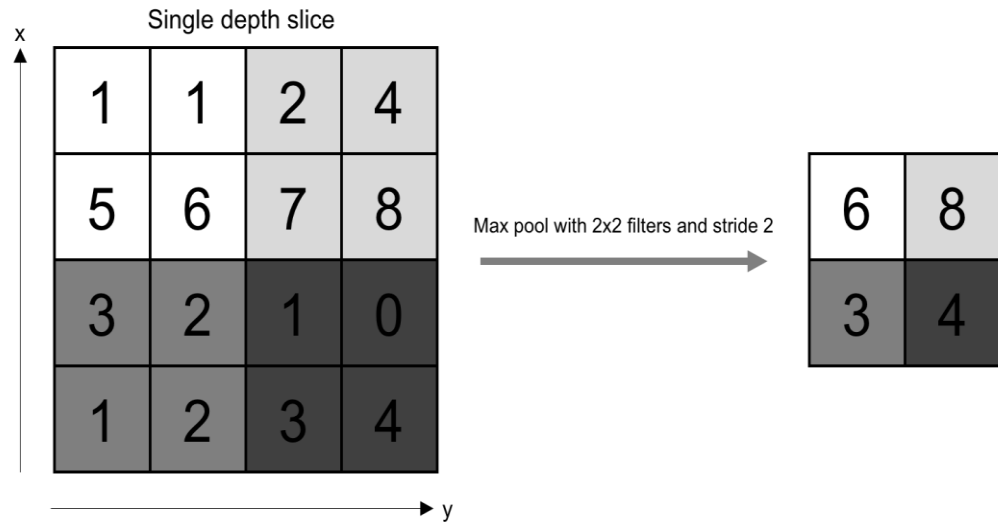 Single depth slice
x
1 1 2 4
5 6 7 8
3 2 1 0
1 2 3 4
y
Max pool with 2x2 filters and stride 2
6 8
3 4